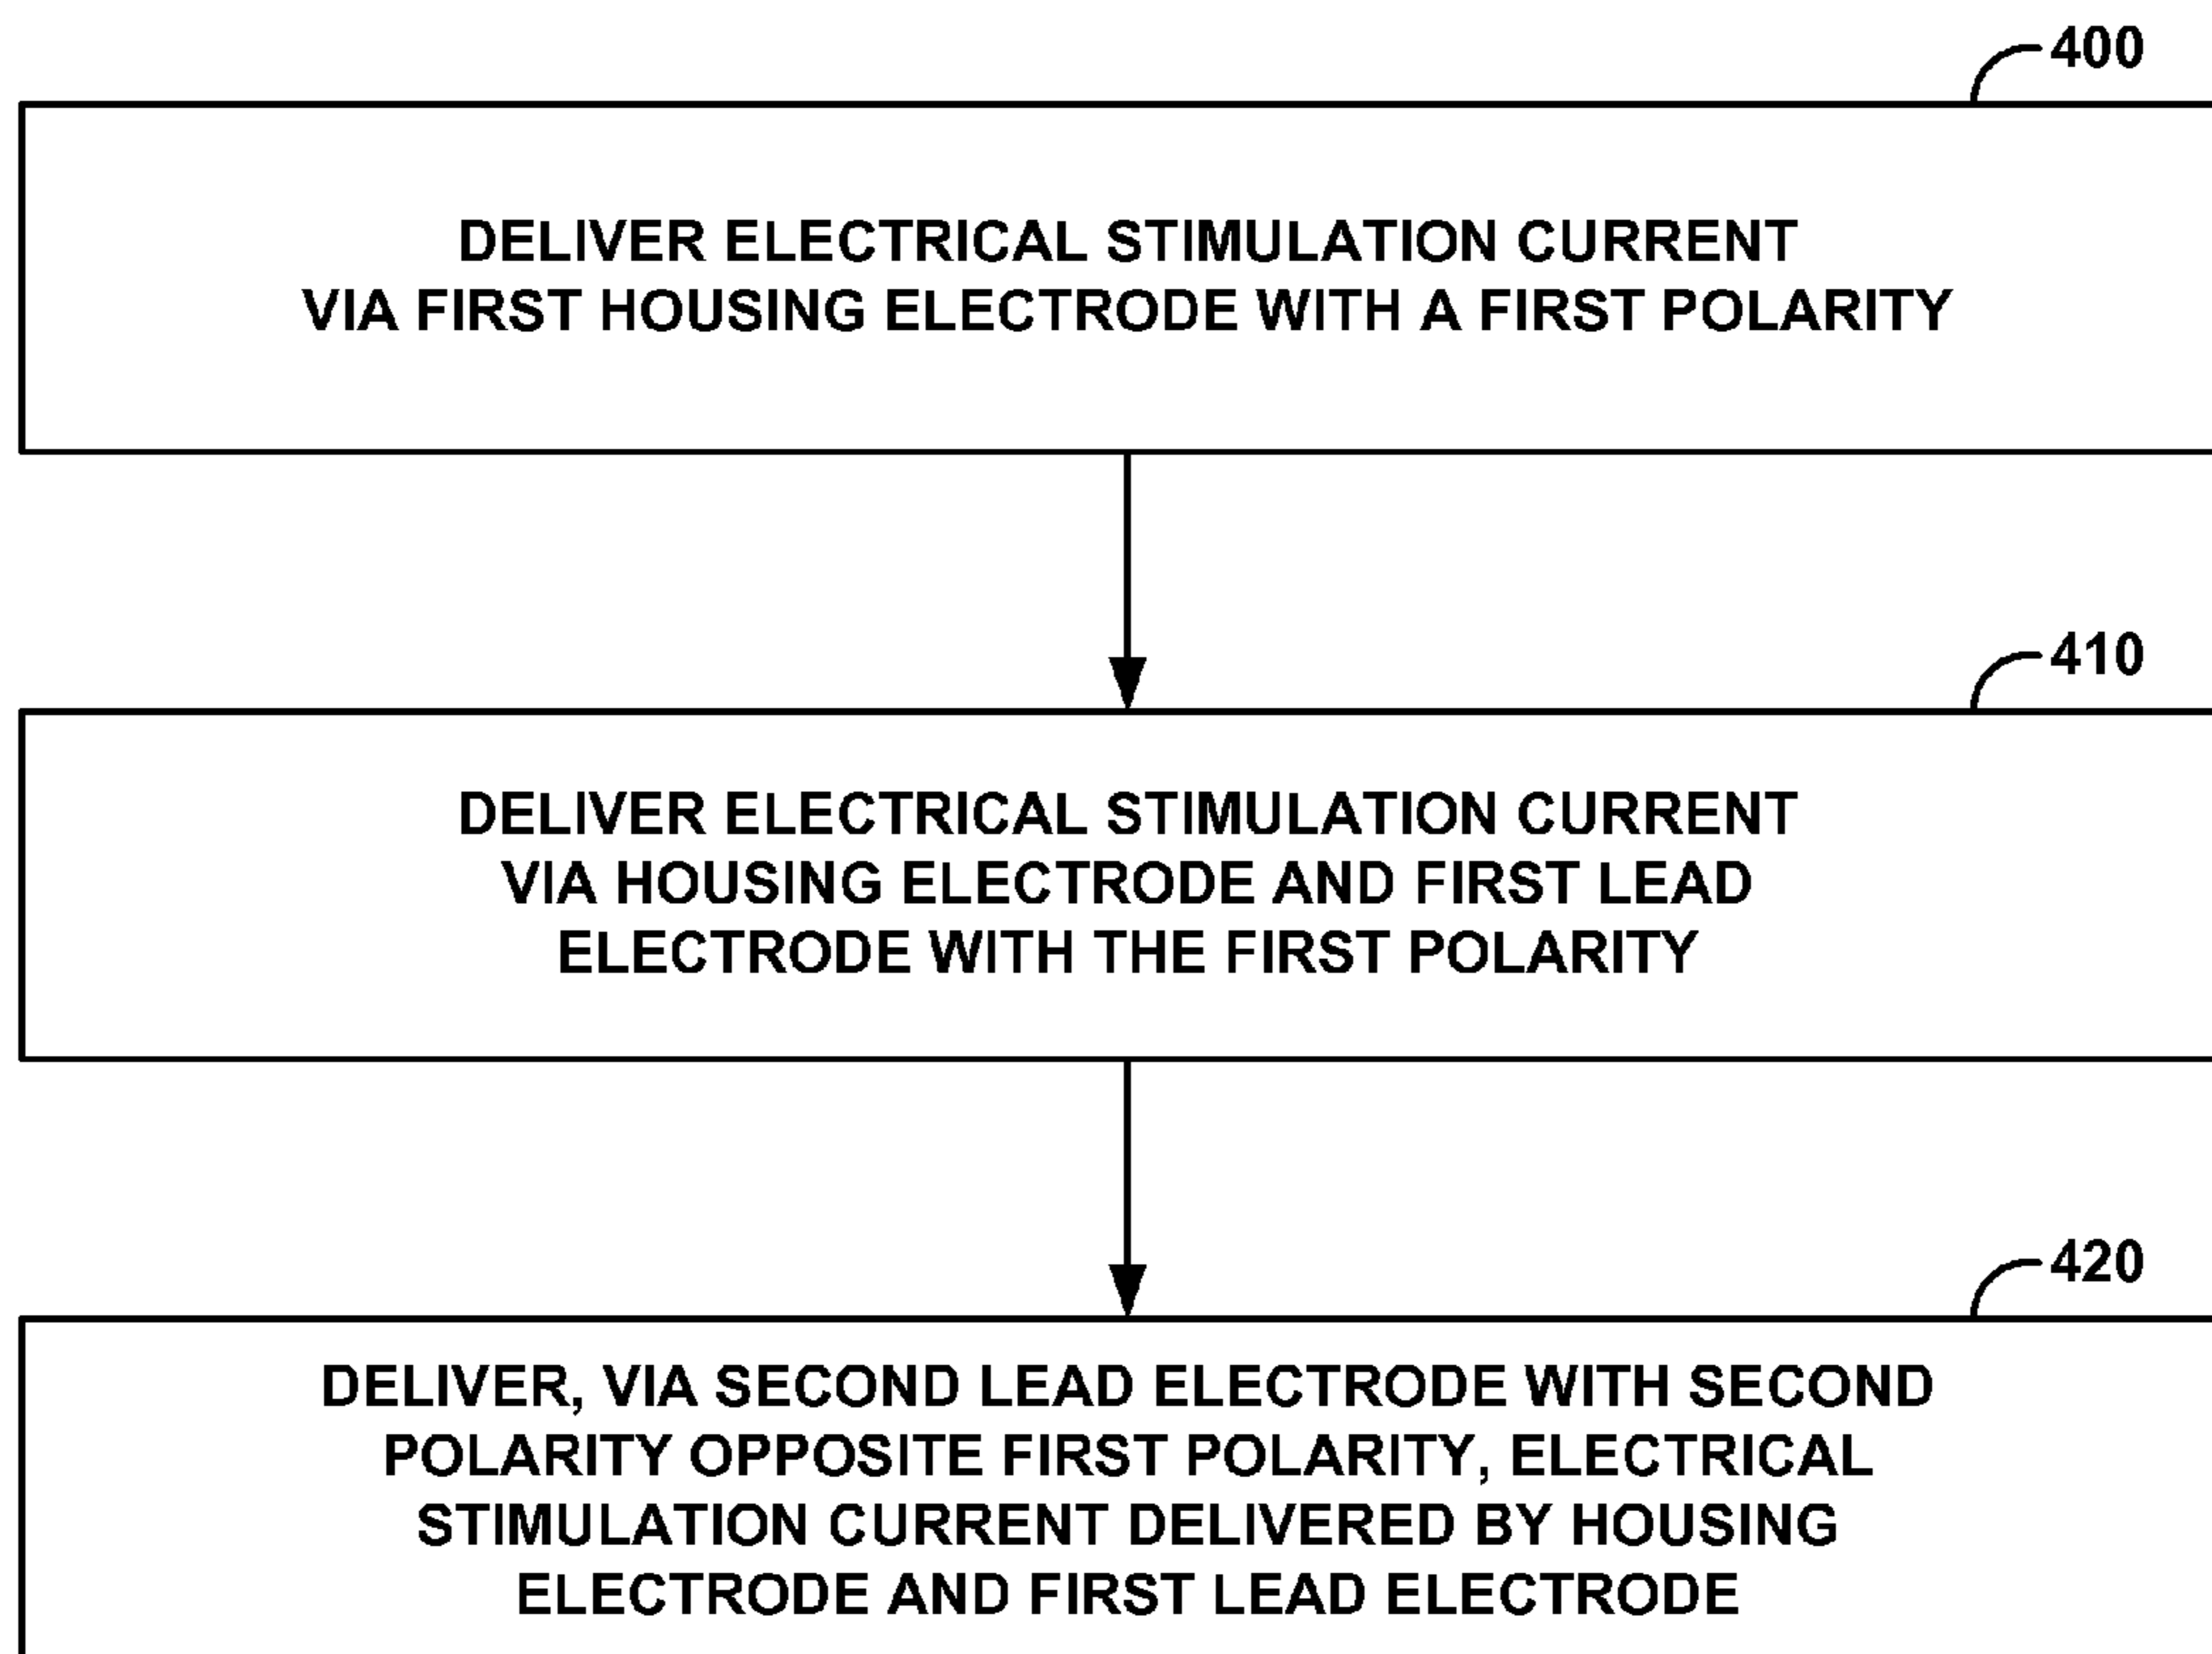 400
DELIVER ELECTRICAL STIMULATION CURRENT
VIA FIRST HOUSING ELECTRODE WITH A FIRST POLARITY
410
DELIVER ELECTRICAL STIMULATION CURRENT
VIA HOUSING ELECTRODE AND FIRST LEAD
ELECTRODE WITH THE FIRST POLARITY
420
DELIVER, VIA SECOND LEAD ELECTRODE WITH SECOND
POLARITY OPPOSITE FIRST POLARITY, ELECTRICAL
STIMULATION CURRENT DELIVERED BY HOUSING
ELECTRODE AND FIRST LEAD ELECTRODE